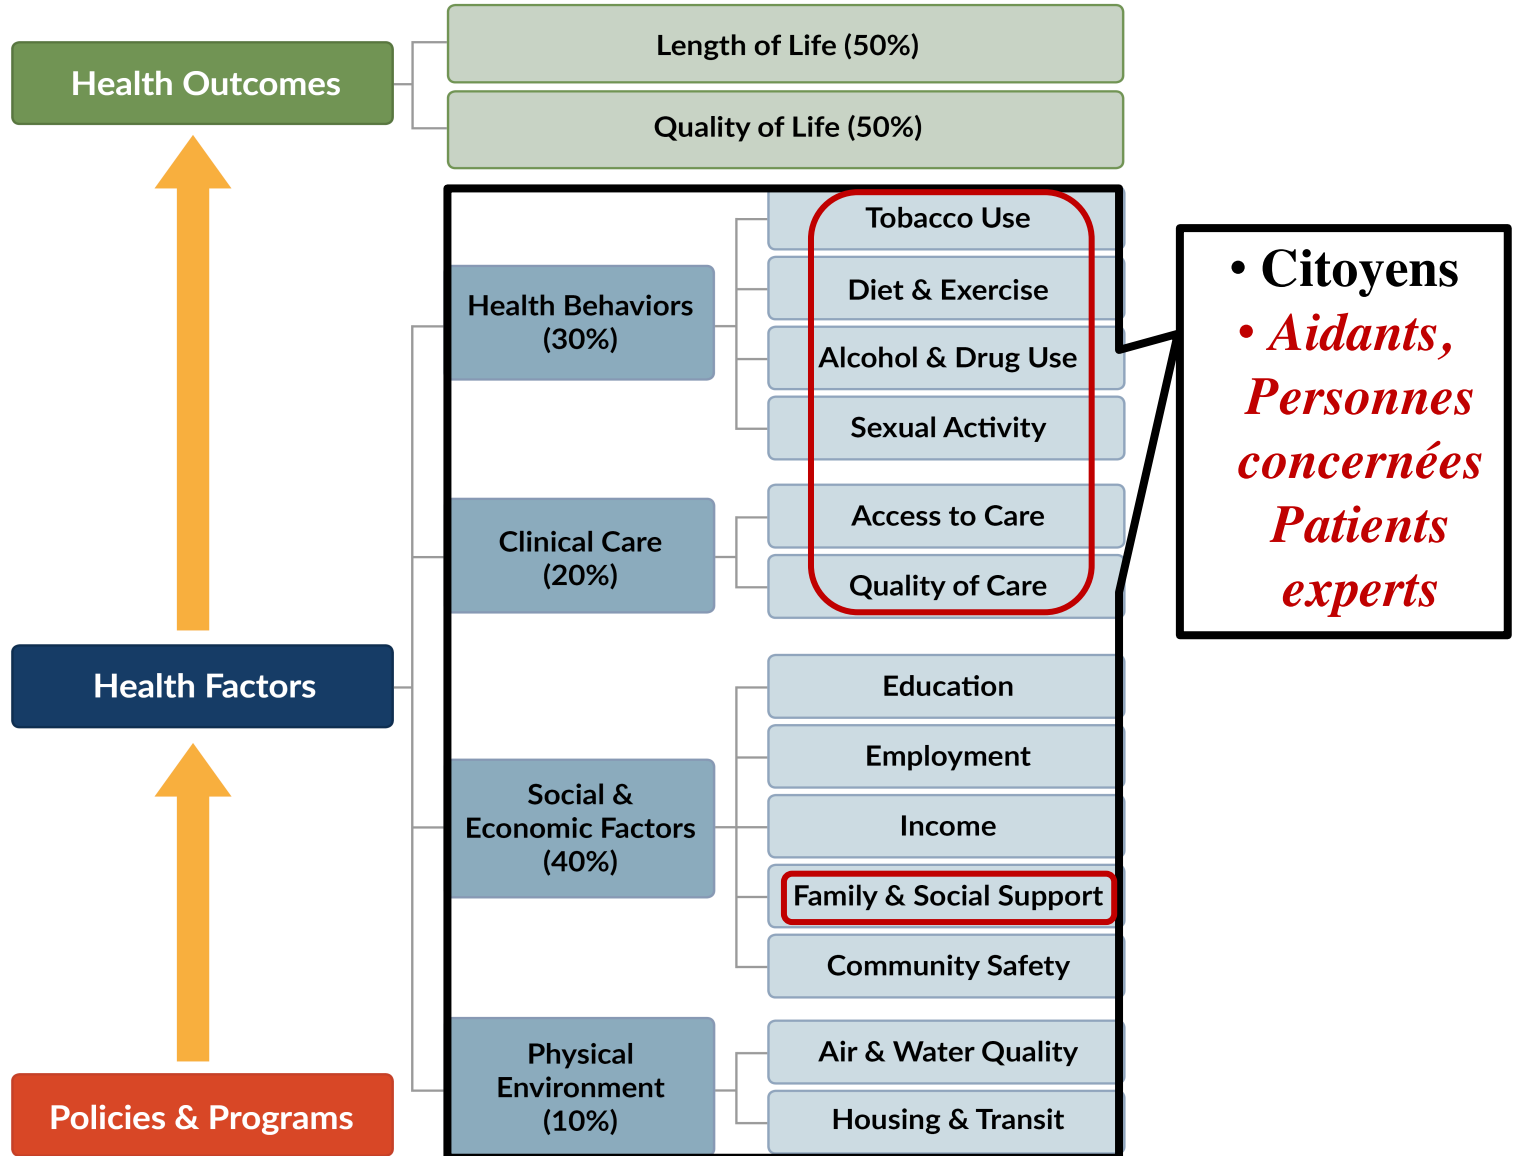 Length of Life (50%)
Health Outcomes
Quality of Life (50%)
Tobacco Use
Diet & Exercise
Health Behaviors
(30%)
Alcohol & Drug Use
Sexual Activity
Access to Care
Clinical Care
(20%)
Quality of Care
Health Factors
Education
Employment
Social &
Economic Factors
(40%)
Income
Family & Social Support
Community Safety
Physical
Environment
(10%)
Air & Water Quality
Housing & Transit
Policies & Programs
• Citoyens
• Aidants,
Personnes
concernées
Patients
experts